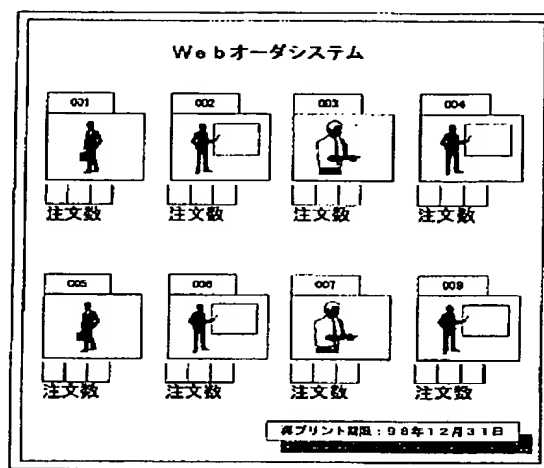 Webオーダシステム
001 002 003 004
注文数 注文数 注文数 注文数
005 006 007 008
注文数 注文数 注文数 注文数
再プリント期限:98年12月31日